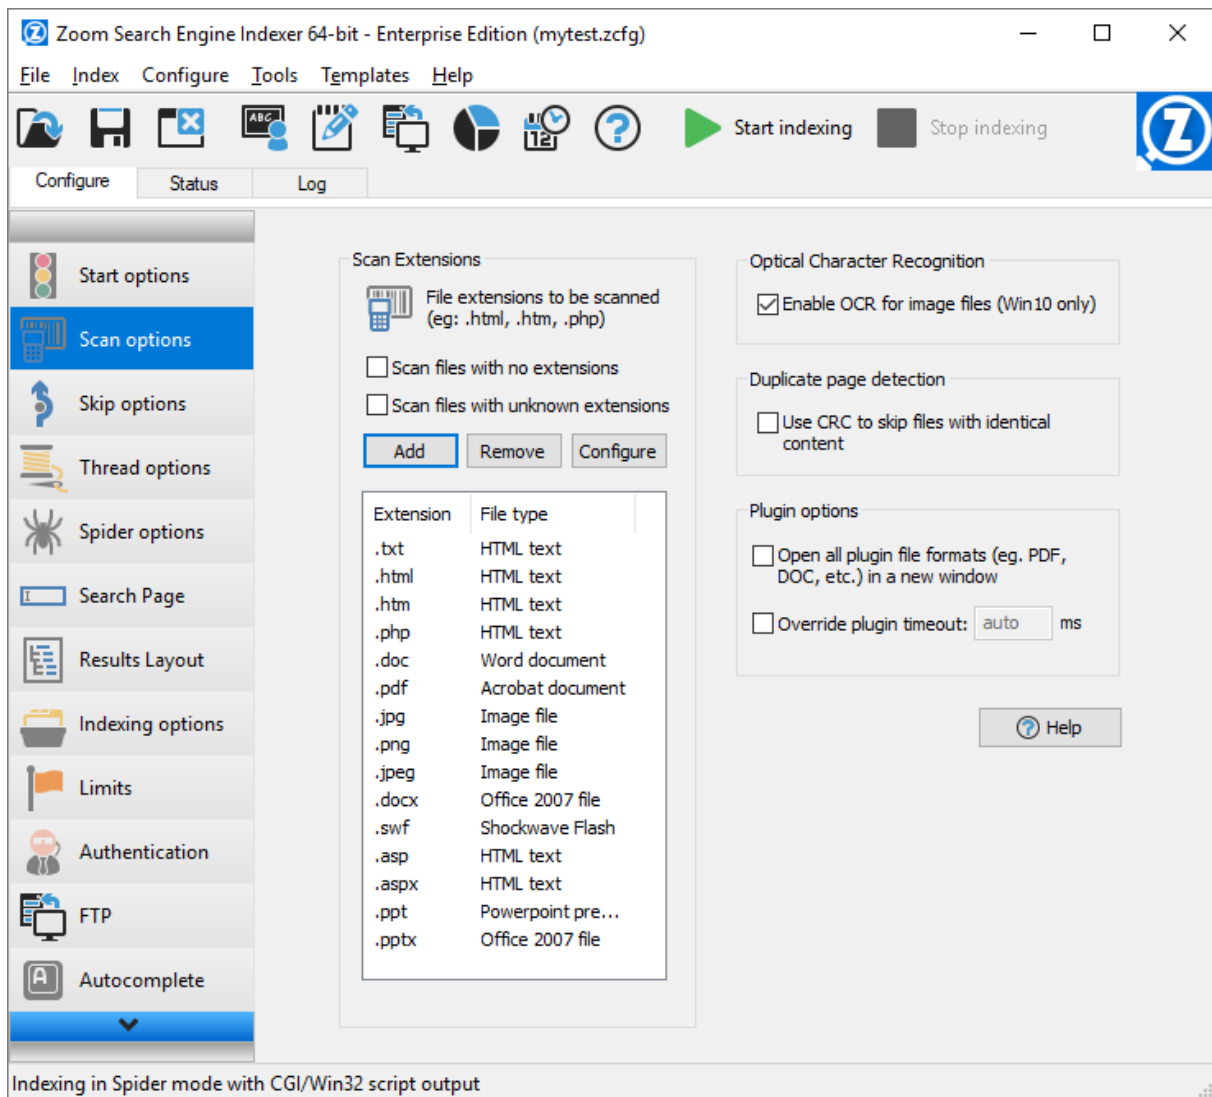 Zoom Search Engine Indexer 64-bit - Enterprise Edition (mytest.zcfg)
File Index Configure Tools Templates Help
ABC
12
?
Start indexing
Stop indexing
Z
Configure Status Log
Start options
Scan options
Skip options
Thread options
Spider options
Search Page
Results Layout
Indexing options
Limits
Authentication
FTP
A Autocomplete
Scan Extensions
File extensions to be scanned
(eg: .html, .htm, .php)
Scan files with no extensions
Scan files with unknown extensions
Add Remove Configure
Extension File type
.txt HTML text
.html HTML text
.htm HTML text
.php HTML text
.doc Word document
.pdf Acrobat document
.jpg Image file
.png Image file
.jpeg Image file
.docx Office 2007 file
.swf Shockwave Flash
.asp HTML text
.aspx HTML text
.ppt Powerpoint pre...
.pptx Office 2007 file
Optical Character Recognition
Enable OCR for image files (Win10 only)
Duplicate page detection
Use CRC to skip files with identical
content
Plugin options
Open all plugin file formats (eg. PDF,
DOC, etc.) in a new window
Override plugin timeout: auto ms
? Help
Indexing in Spider mode with CGI/Win32 script output